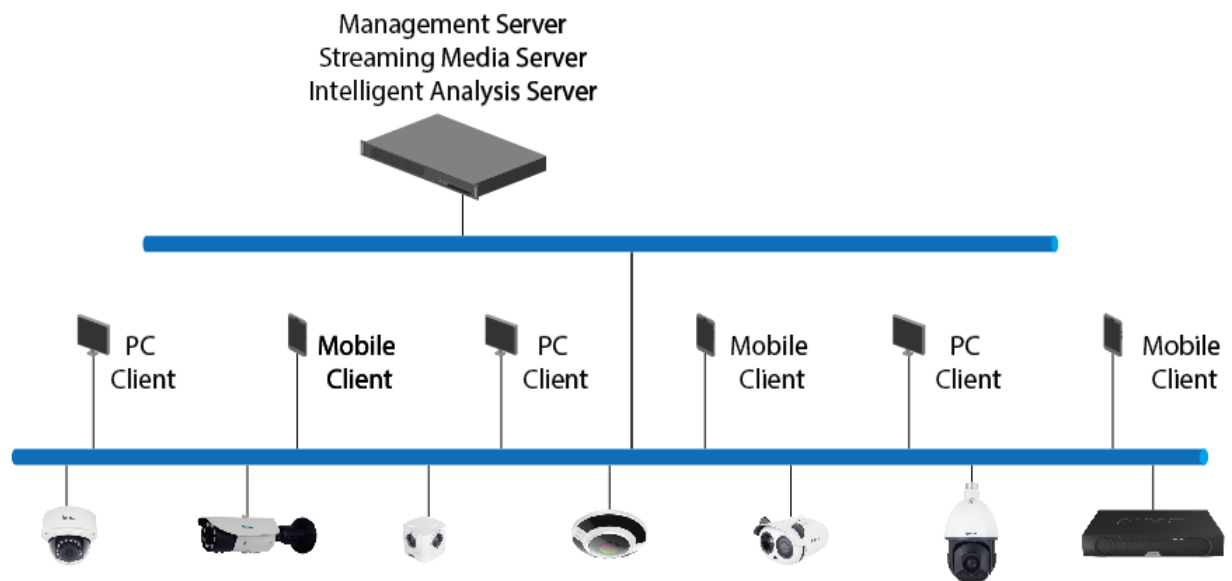 Management Server
Streaming Media Server
Intelligent Analysis Server
PC
Client
Mobile
Client
PC
Client
Mobile
Client
PC
Client
Mobile
Client